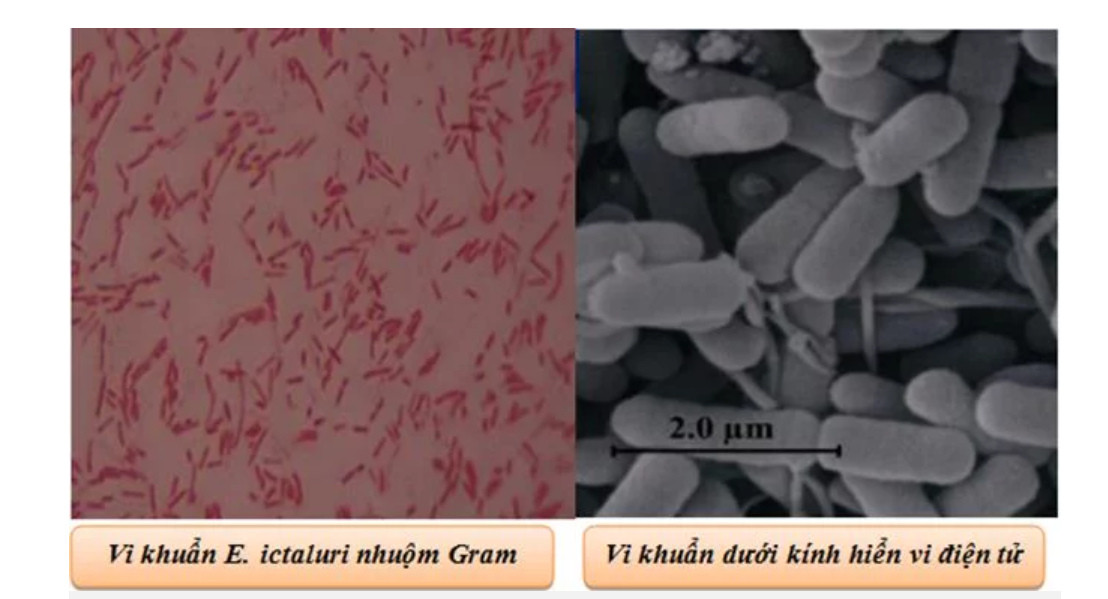 2.0 µm
Vi khuẩn E. ictaluri nhuộm Gram
Vi khuẩn dưới kính hiển vi điện tử